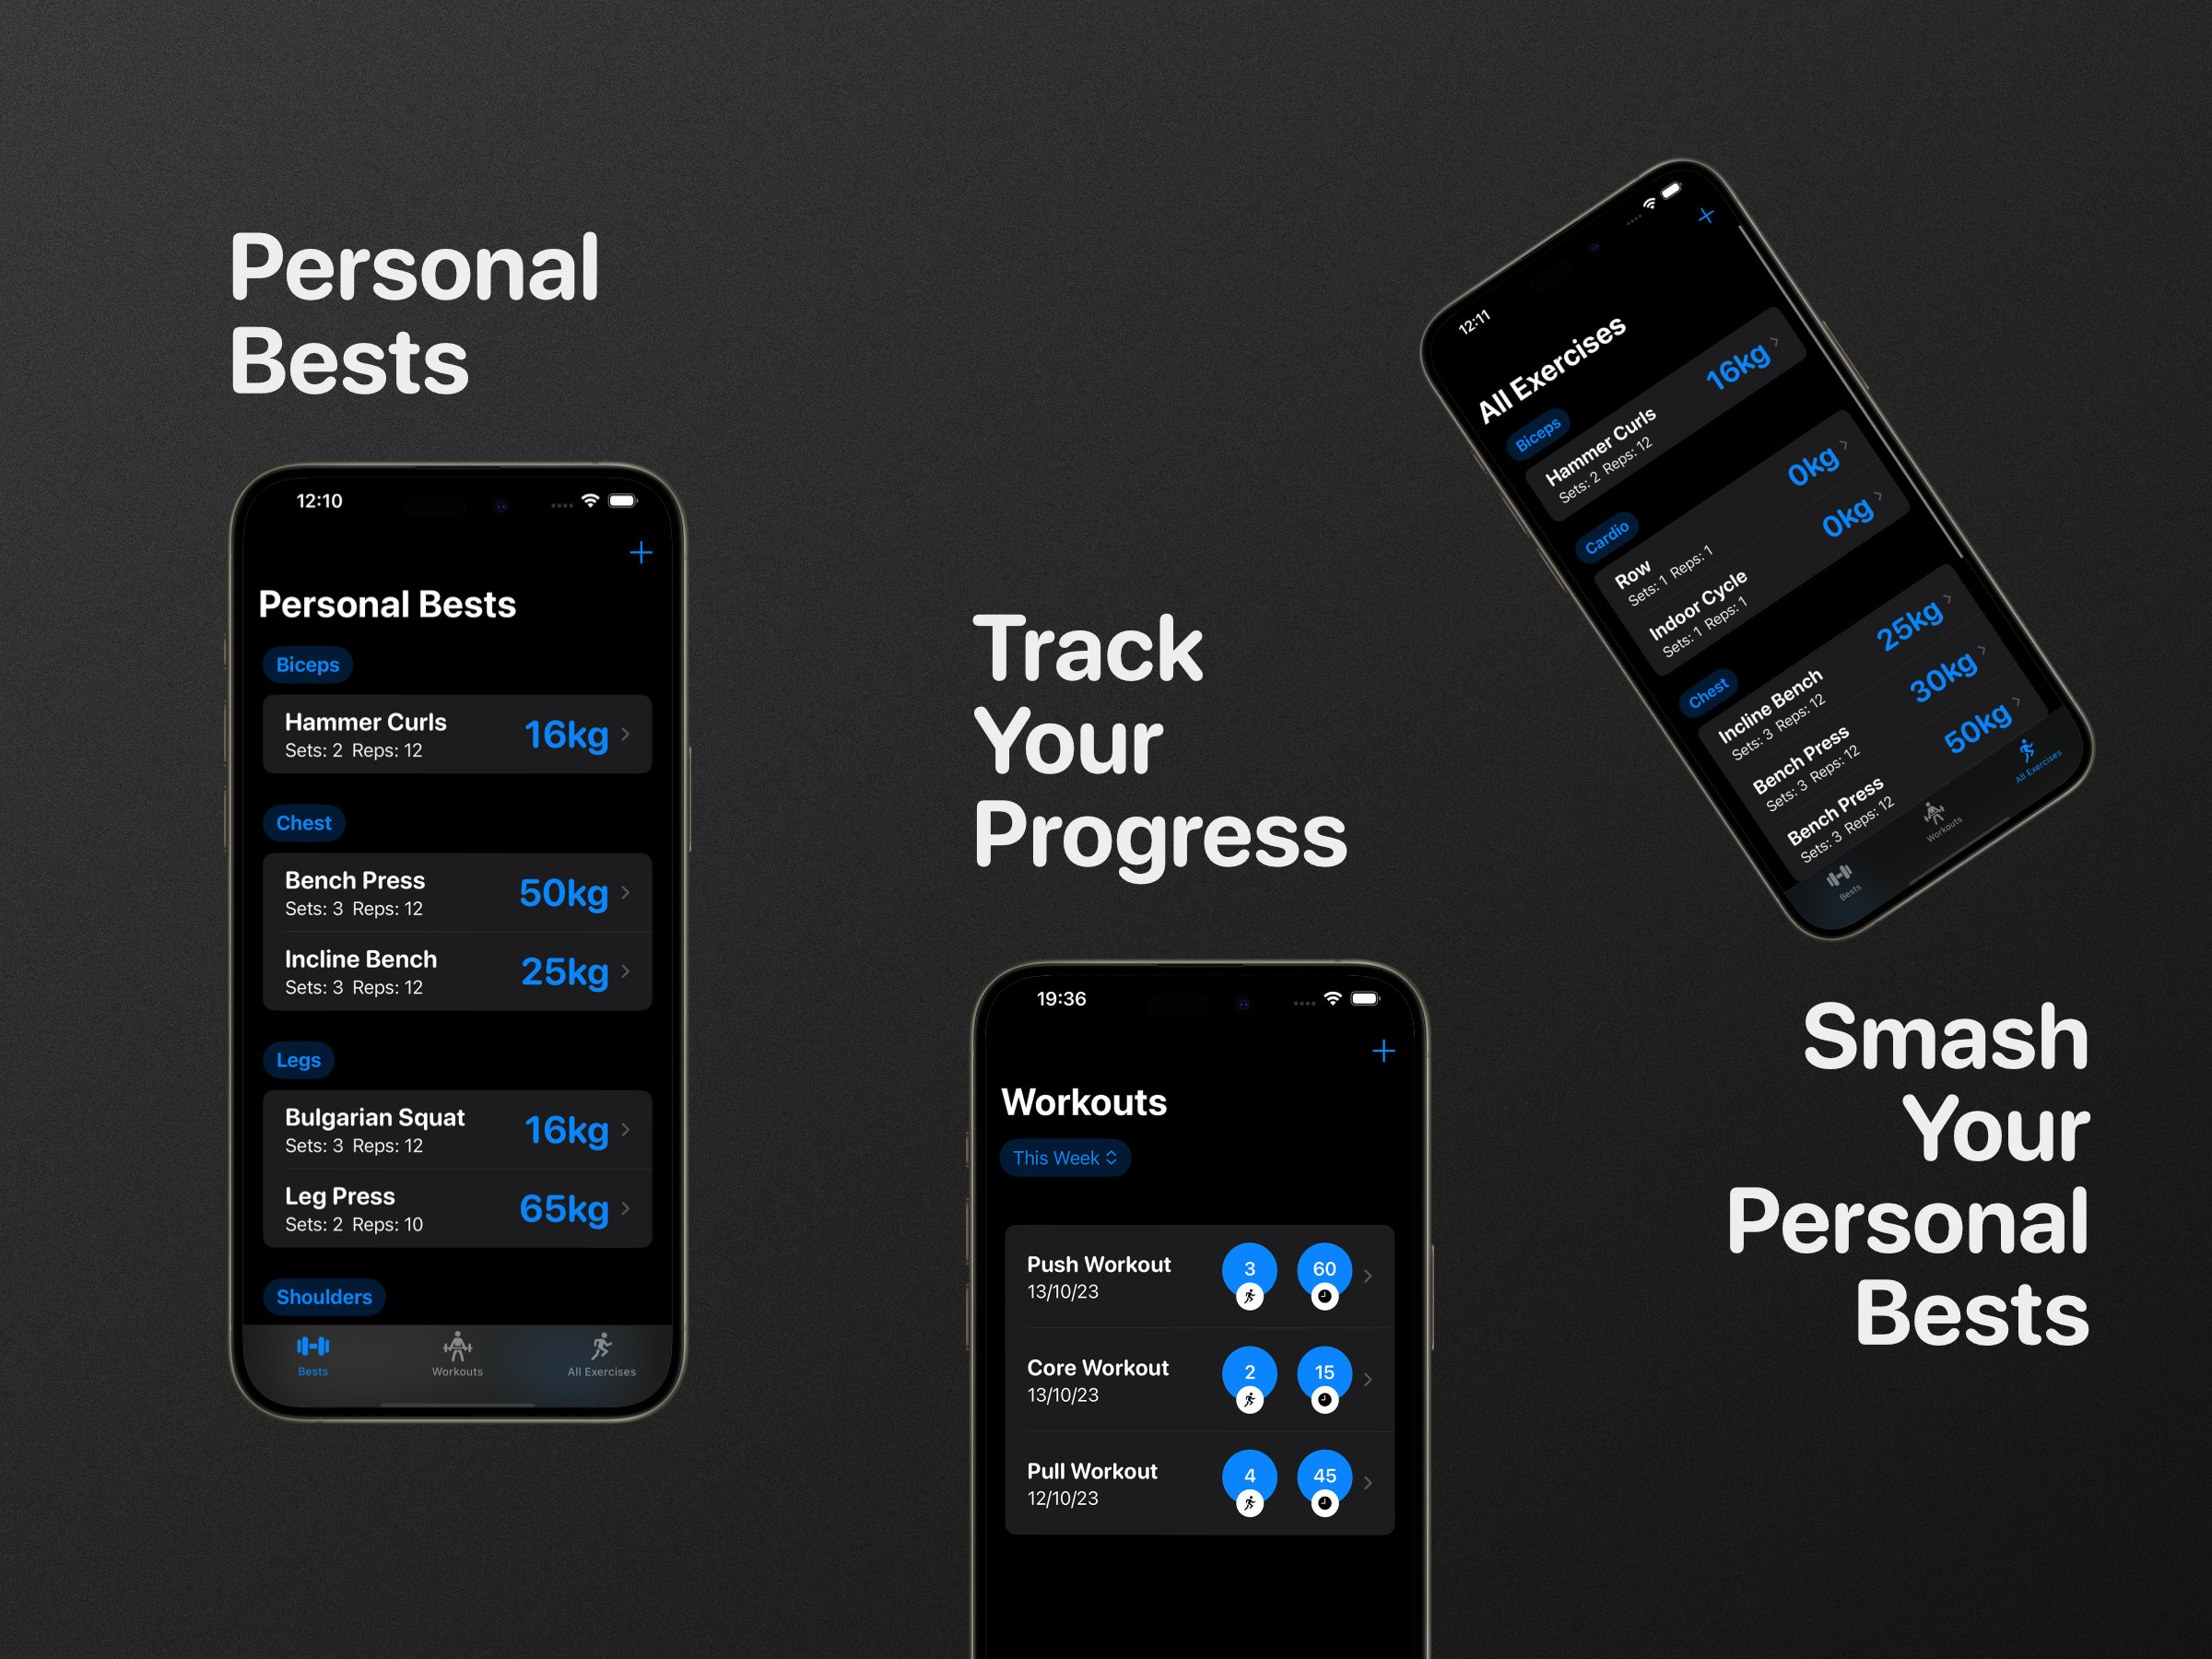 Personal
Bests
12:10
Personal Bests
Biceps
Hammer Curls
Sets: 2 Reps: 12
16kg
Chest
Bench Press
Sets: 3 Reps: 12
50kg
Incline Bench
Sets: 3 Reps: 12
25kg
Legs
Bulgarian Squat
Sets: 3 Reps: 12
16kg
Leg Press
Sets: 2 Reps: 10
65kg
Shoulders
Bests
Workouts
All Exercises
Track
Your
Progress
19:36
Workouts
This Week
Push Workout
13/10/23
3
60
Core Workout
13/10/23
2
15
Pull Workout
12/10/23
4
45
12:11
All Exercises
Biceps
Hammer Curls
Sets: 2 Reps: 12
16kg
Cardio
Row
Sets: 1 Reps: 1
0kg
Indoor Cycle
Sets: 1 Reps: 1
0kg
Chest
Incline Bench
Sets: 3 Reps: 12
25kg
Bench Press
Sets: 3 Reps: 12
30kg
Bench Press
Sets: 3 Reps: 12
50kg
Bests
Workouts
All Exercises
Smash
Your
Personal
Bests